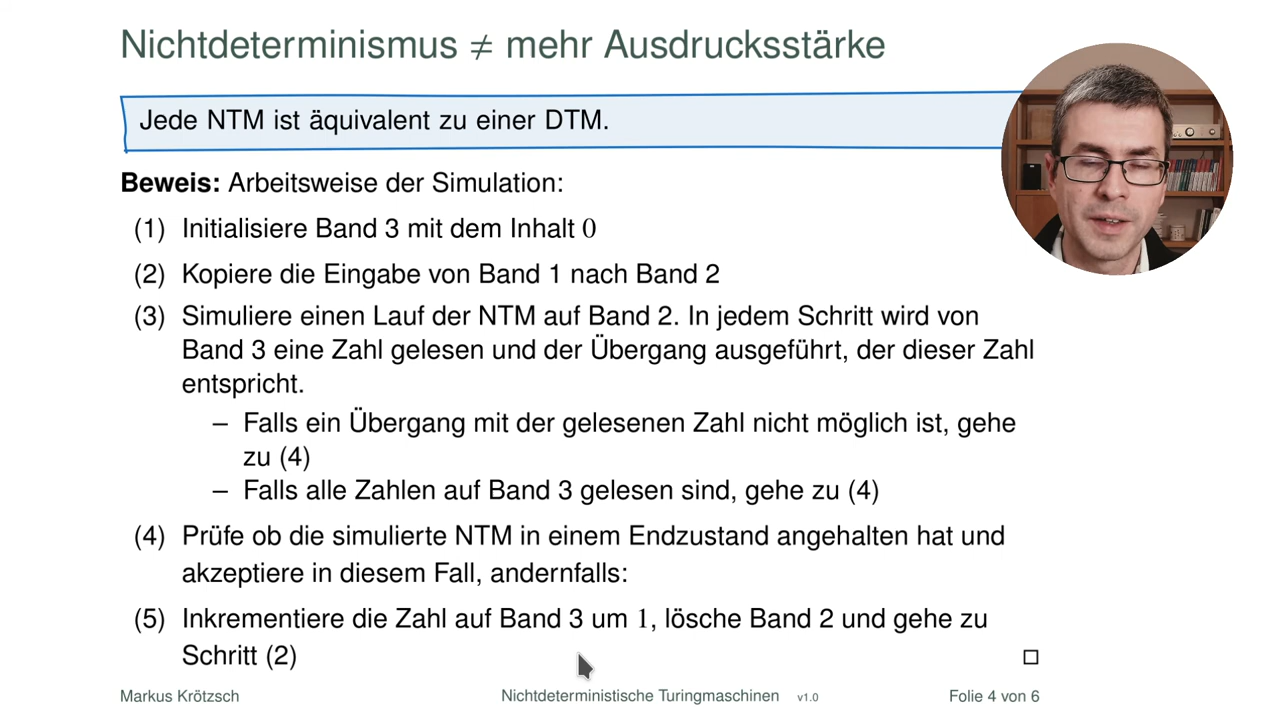 Nichtdeterminismus ≠ mehr Ausdrucksstärke
Jede NTM ist äquivalent zu einer DTM.
Beweis: Arbeitsweise der Simulation:
(1) Initialisiere Band 3 mit dem Inhalt 0
(2) Kopiere die Eingabe von Band 1 nach Band 2
(3) Simuliere einen Lauf der NTM auf Band 2. In jedem Schritt wird von
Band 3 eine Zahl gelesen und der Übergang ausgeführt, der dieser Zahl
entspricht.
– Falls ein Übergang mit der gelesenen Zahl nicht möglich ist, gehe
zu (4)
– Falls alle Zahlen auf Band 3 gelesen sind, gehe zu (4)
(4) Prüfe ob die simulierte NTM in einem Endzustand angehalten hat und
akzeptiere in diesem Fall, andernfalls:
(5) Inkrementiere die Zahl auf Band 3 um 1, lösche Band 2 und gehe zu
Schritt (2) □
Markus Krötzsch Nichtdeterministische Turingmaschinen v1.0 Folie 4 von 6